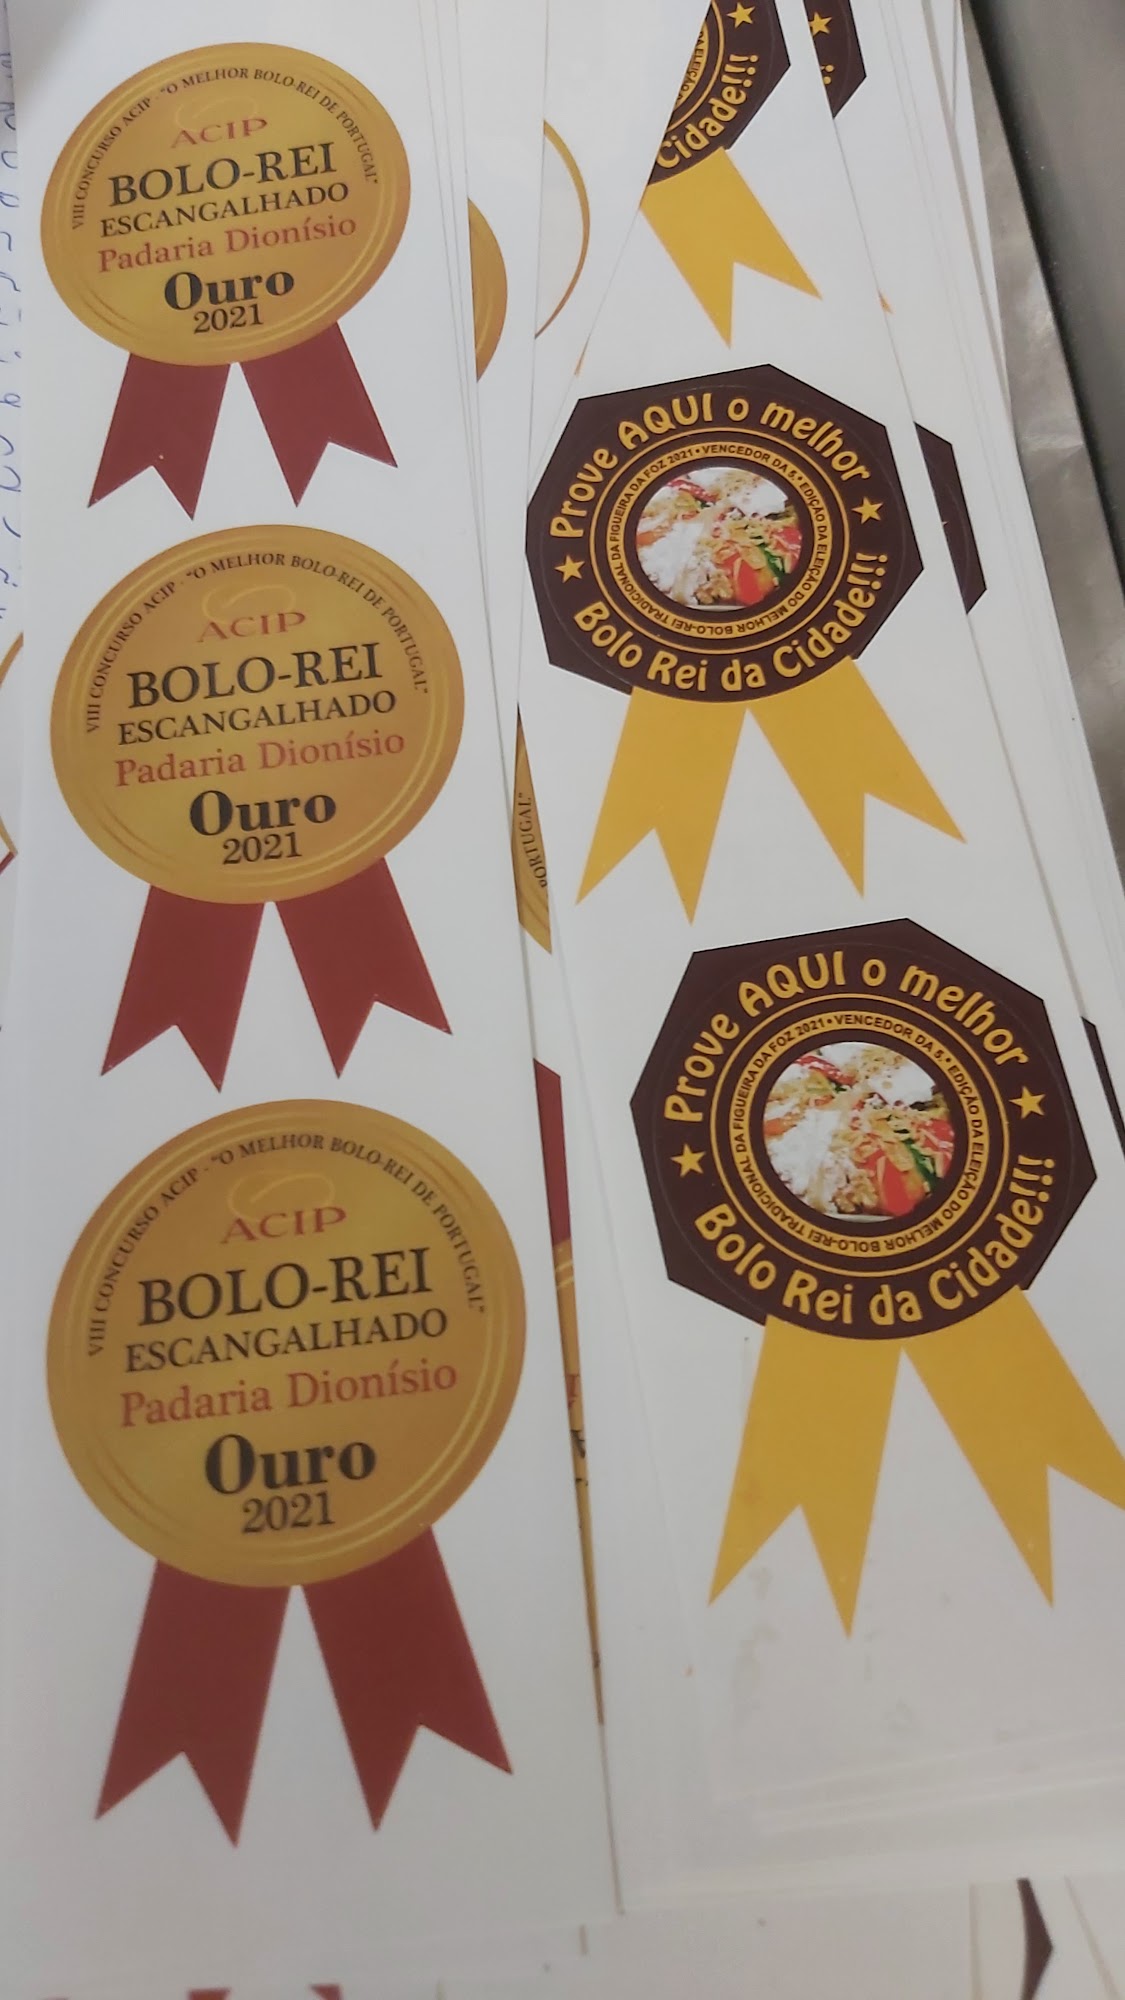 VIII CONCURSO ACIP - "O MELHOR BOLO-REI DE PORTUGAL"
ACIP
BOLO-REI
ESCANGALHADO
Padaria Dionísio
Ouro
2021
VIII CONCURSO ACIP - "O MELHOR BOLO-REI DE PORTUGAL"
ACIP
BOLO-REI
ESCANGALHADO
Padaria Dionísio
Ouro
2021
VIII CONCURSO ACIP - "O MELHOR BOLO-REI DE PORTUGAL"
ACIP
BOLO-REI
ESCANGALHADO
Padaria Dionísio
Ouro
2021
PORTUGAL"
Cidade!!!
Prove AQUI o melhor
Bolo Rei da Cidade!!!
VENCEDOR DA 5.ª EDIÇÃO DA ELEIÇÃO DO MELHOR BOLO-REI TRADICIONAL DA FIGUEIRA DA FOZ 2021
Prove AQUI o melhor
Bolo Rei da Cidade!!!
VENCEDOR DA 5.ª EDIÇÃO DA ELEIÇÃO DO MELHOR BOLO-REI TRADICIONAL DA FIGUEIRA DA FOZ 2021